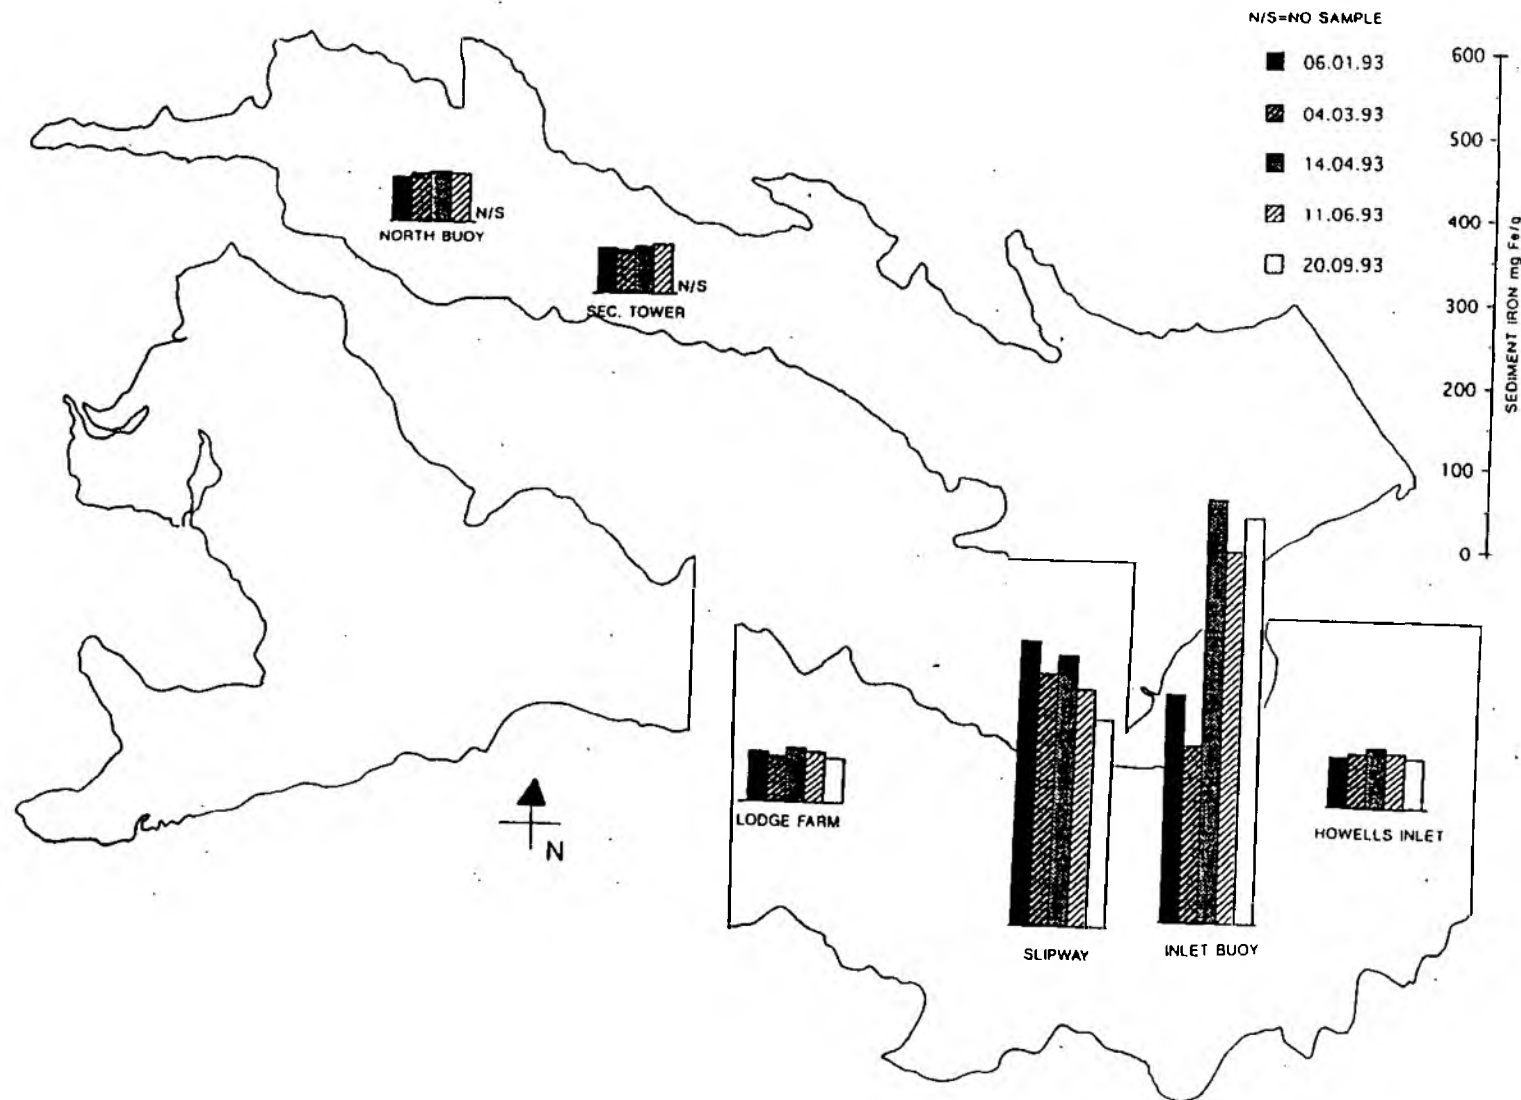 N/S=NO SAMPLE
06.01.93
04.03.93
14.04.93
11.06.93
20.09.93
600
500
400
300
200
100
0
SEDIMENT IRON mg Fe/g
N/S
NORTH BUOY
N/S
SEC. TOWER
N
LODGE FARM
SLIPWAY
INLET BUOY
HOWELLS INLET